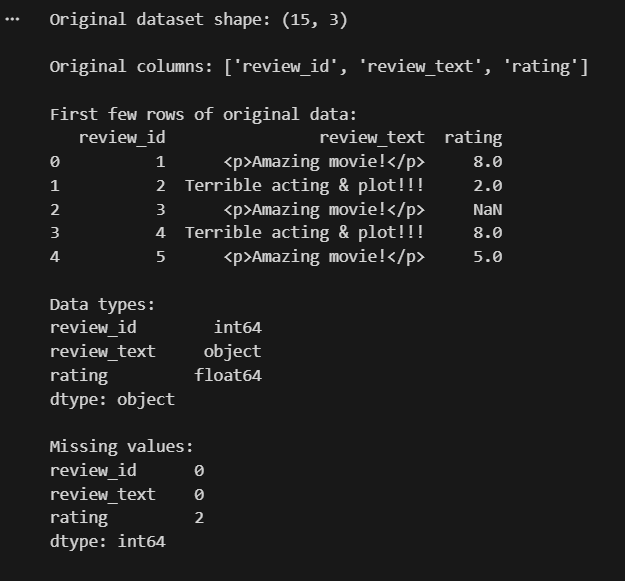 Original dataset shape: (15, 3)

Original columns: ['review_id', 'review_text', 'rating']

First few rows of original data:
   review_id               review_text  rating
0          1     <p>Amazing movie!</p>     8.0
1          2  Terrible acting & plot!!!     2.0
2          3     <p>Amazing movie!</p>     NaN
3          4  Terrible acting & plot!!!     8.0
4          5     <p>Amazing movie!</p>     5.0

Data types:
review_id        int64
review_text     object
rating         float64
dtype: object

Missing values:
review_id      0
review_text    0
rating         2
dtype: int64